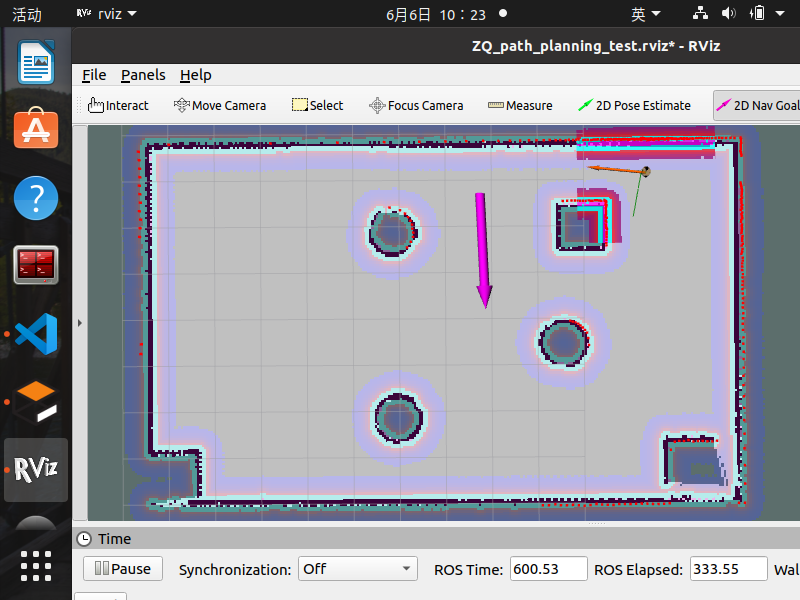 活动 RViz rviz 6月6日 10：23 英
ZQ_path_planning_test.rviz* - RViz
File Panels Help
Interact Move Camera Select Focus Camera Measure 2D Pose Estimate 2D Nav Goal
RViz
Time
Pause Synchronization: Off ROS Time: 600.53 ROS Elapsed: 333.55 Wal